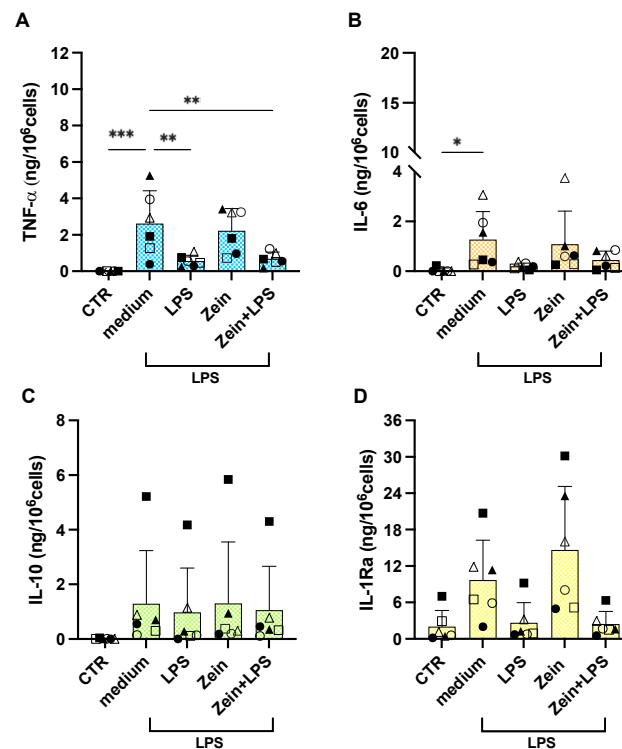 A
TNF-α (ng/10⁶cells)
12
10
8
6
4
2
0
***
**
**
CTR
medium
LPS
Zein
Zein+LPS
LPS
B
IL-6 (ng/10⁶cells)
20
15
10
4
2
0
*
CTR
medium
LPS
Zein
Zein+LPS
LPS
C
IL-10 (ng/10⁶cells)
8
6
4
2
0
CTR
medium
LPS
Zein
Zein+LPS
LPS
D
IL-1Ra (ng/10⁶cells)
36
30
24
18
12
6
0
CTR
medium
LPS
Zein
Zein+LPS
LPS